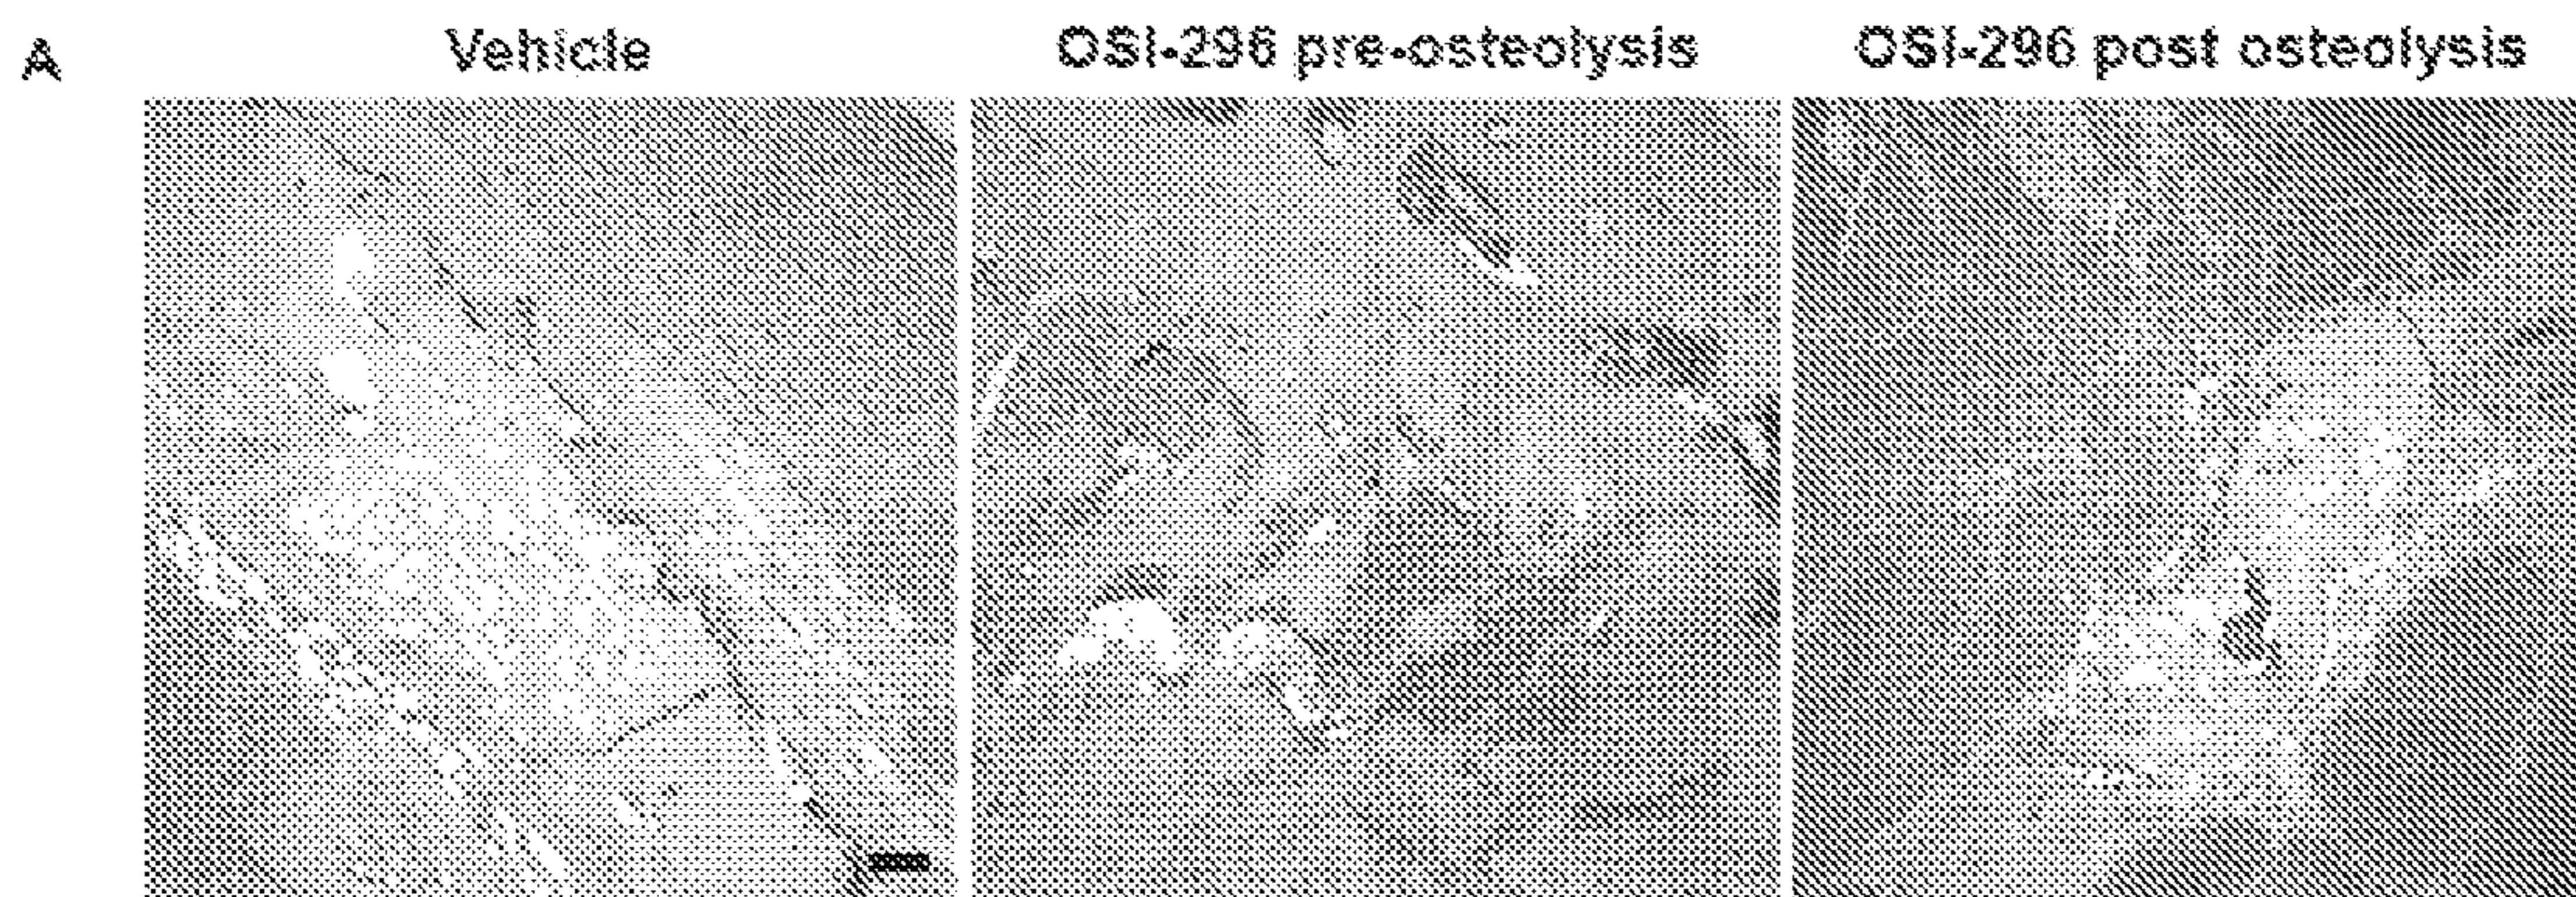 A
Vehicle
OSI-296 pre-osteolysis
OSI-296 post osteolysis